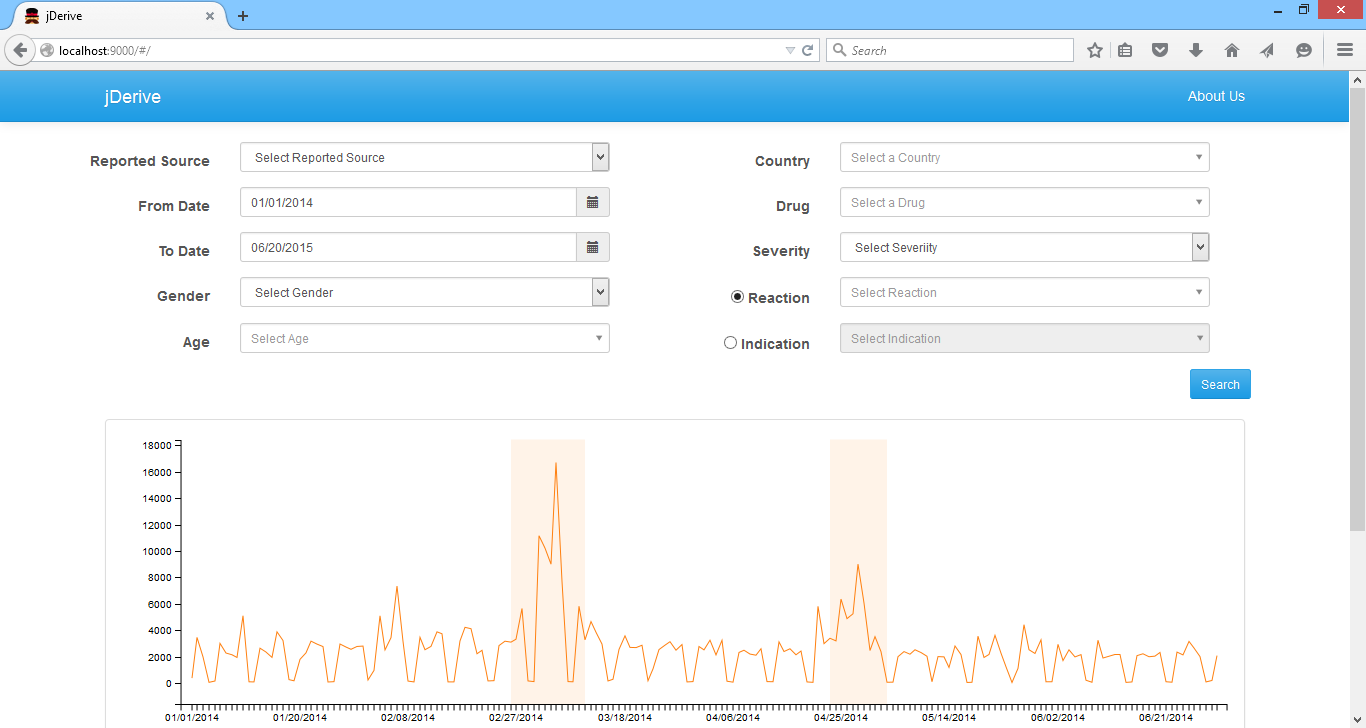 jDerive
localhost:9000/#/
Search
jDerive
About Us
Reported Source
Select Reported Source
Country
Select a Country
From Date
01/01/2014
Drug
Select a Drug
To Date
06/20/2015
Severity
Select Severiity
Gender
Select Gender
Reaction
Select Reaction
Age
Select Age
Indication
Select Indication
Search
18000
16000
14000
12000
10000
8000
6000
4000
2000
0
01/01/2014 01/20/2014 02/08/2014 02/27/2014 03/18/2014 04/06/2014 04/25/2014 05/14/2014 06/02/2014 06/21/2014